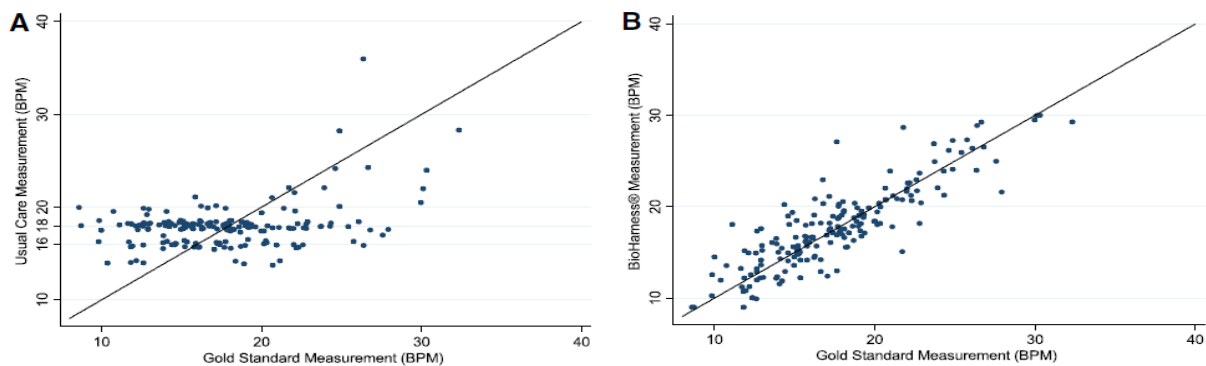 A
Usual Care Measurement (BPM)
40
30
20
18
16
10
10 20 30 40
Gold Standard Measurement (BPM)
B
BioHarness® Measurement (BPM)
40
30
20
10
10 20 30 40
Gold Standard Measurement (BPM)